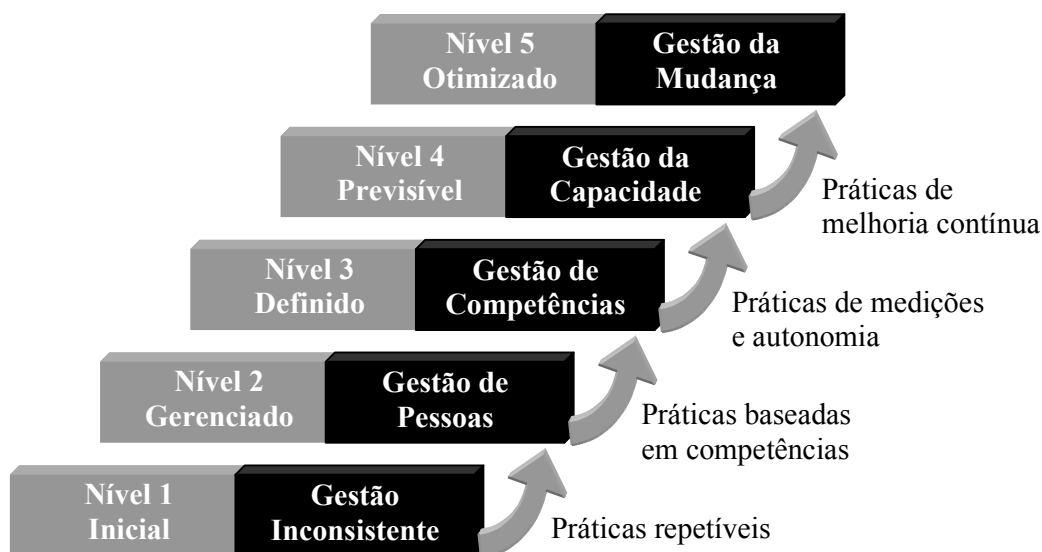 Nível 5
Otimizado
Gestão da
Mudança
Nível 4
Previsível
Gestão da
Capacidade
Práticas de
melhoria contínua
Nível 3
Definido
Gestão de
Competências
Práticas de medições
e autonomia
Nível 2
Gerenciado
Gestão de
Pessoas
Práticas baseadas
em competências
Nível 1
Inicial
Gestão
Inconsistente
Práticas repetíveis